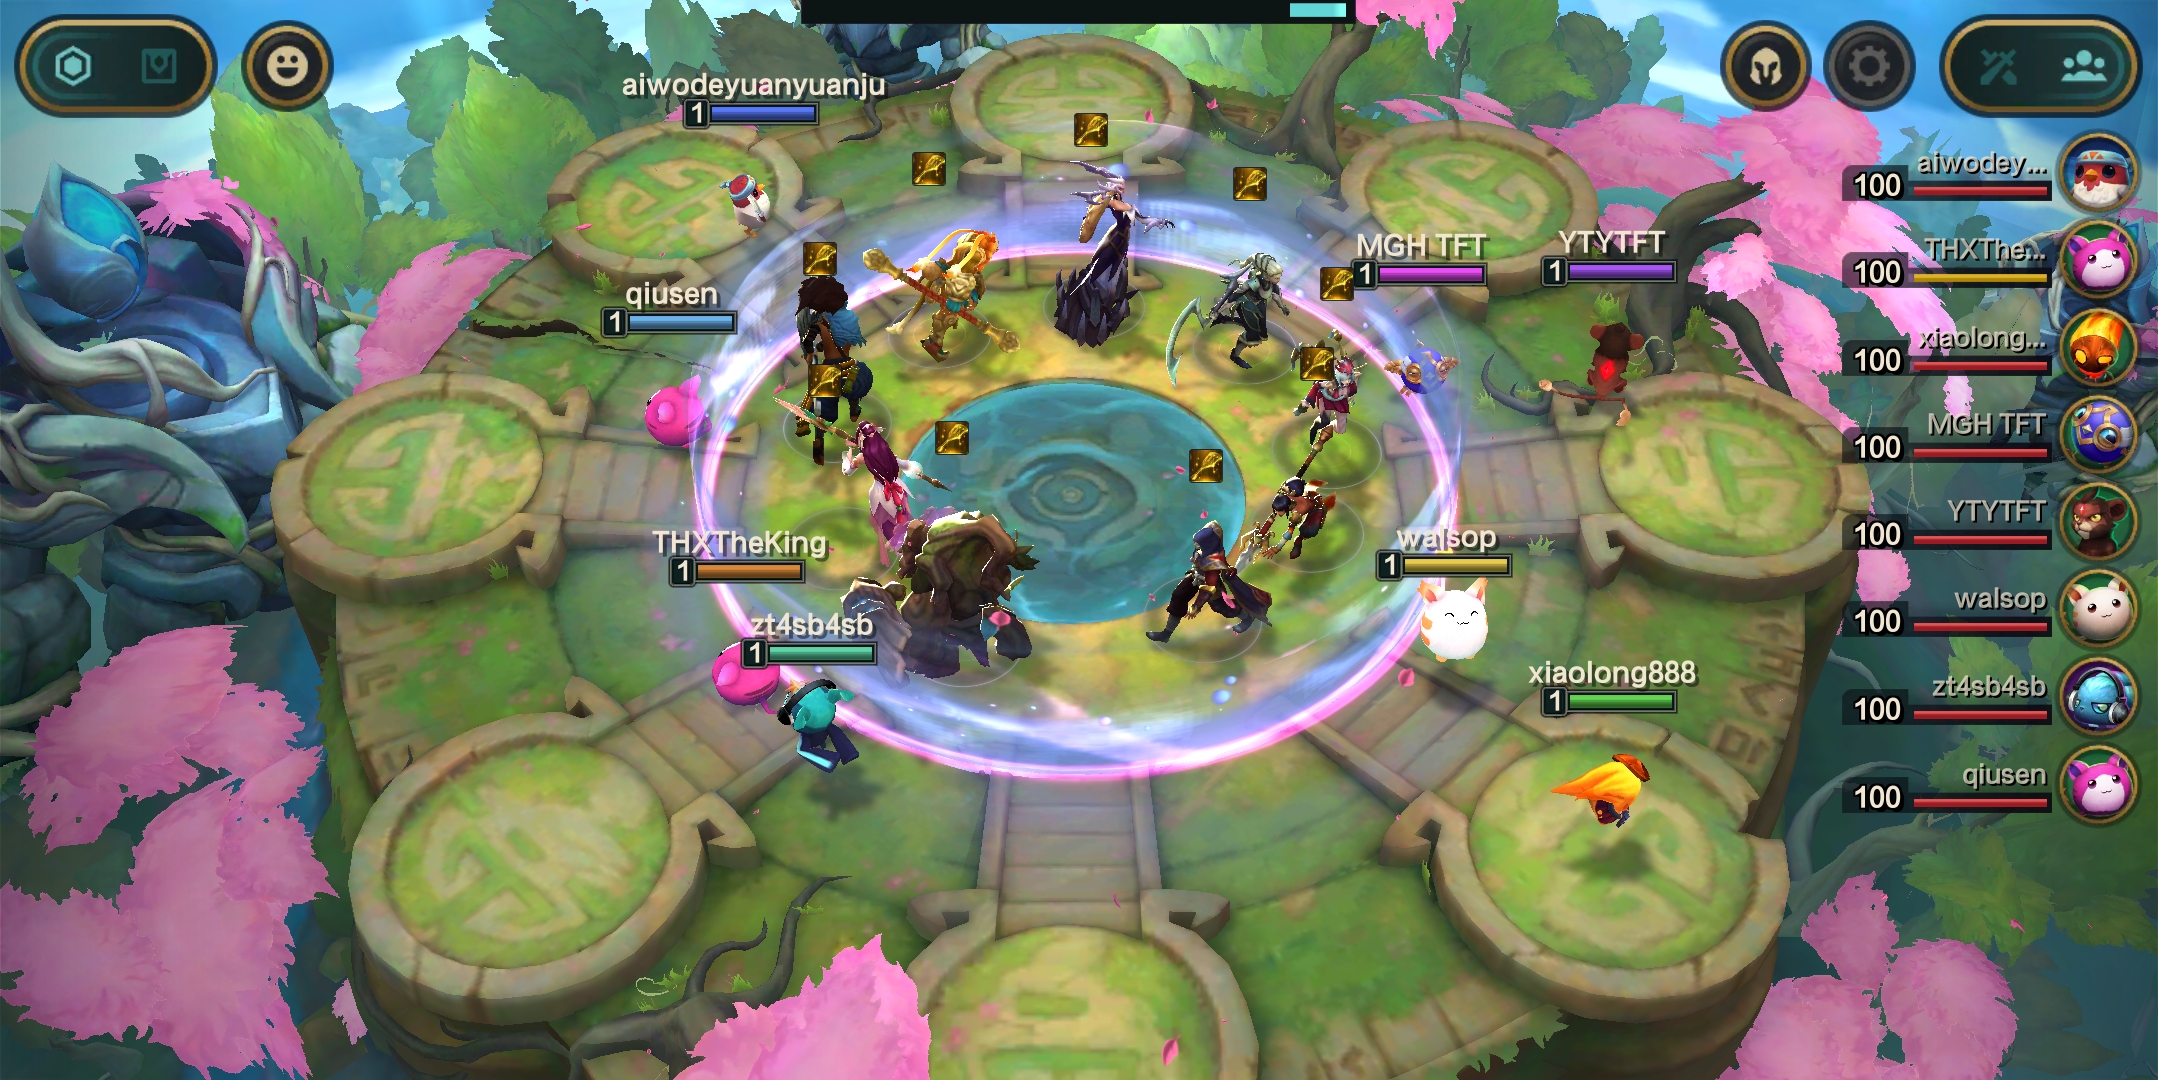 aiwodeyuanyuanju
1
qiusen
1
MGH TFT
1
YTYTFT
1
THXTheKing
1
walsop
1
zt4sb4sb
1
xiaolong888
1
aiwodey...
100
THXThe...
100
xiaolong...
100
MGH TFT
100
YTYTFT
100
walsop
100
zt4sb4sb
100
qiusen
100